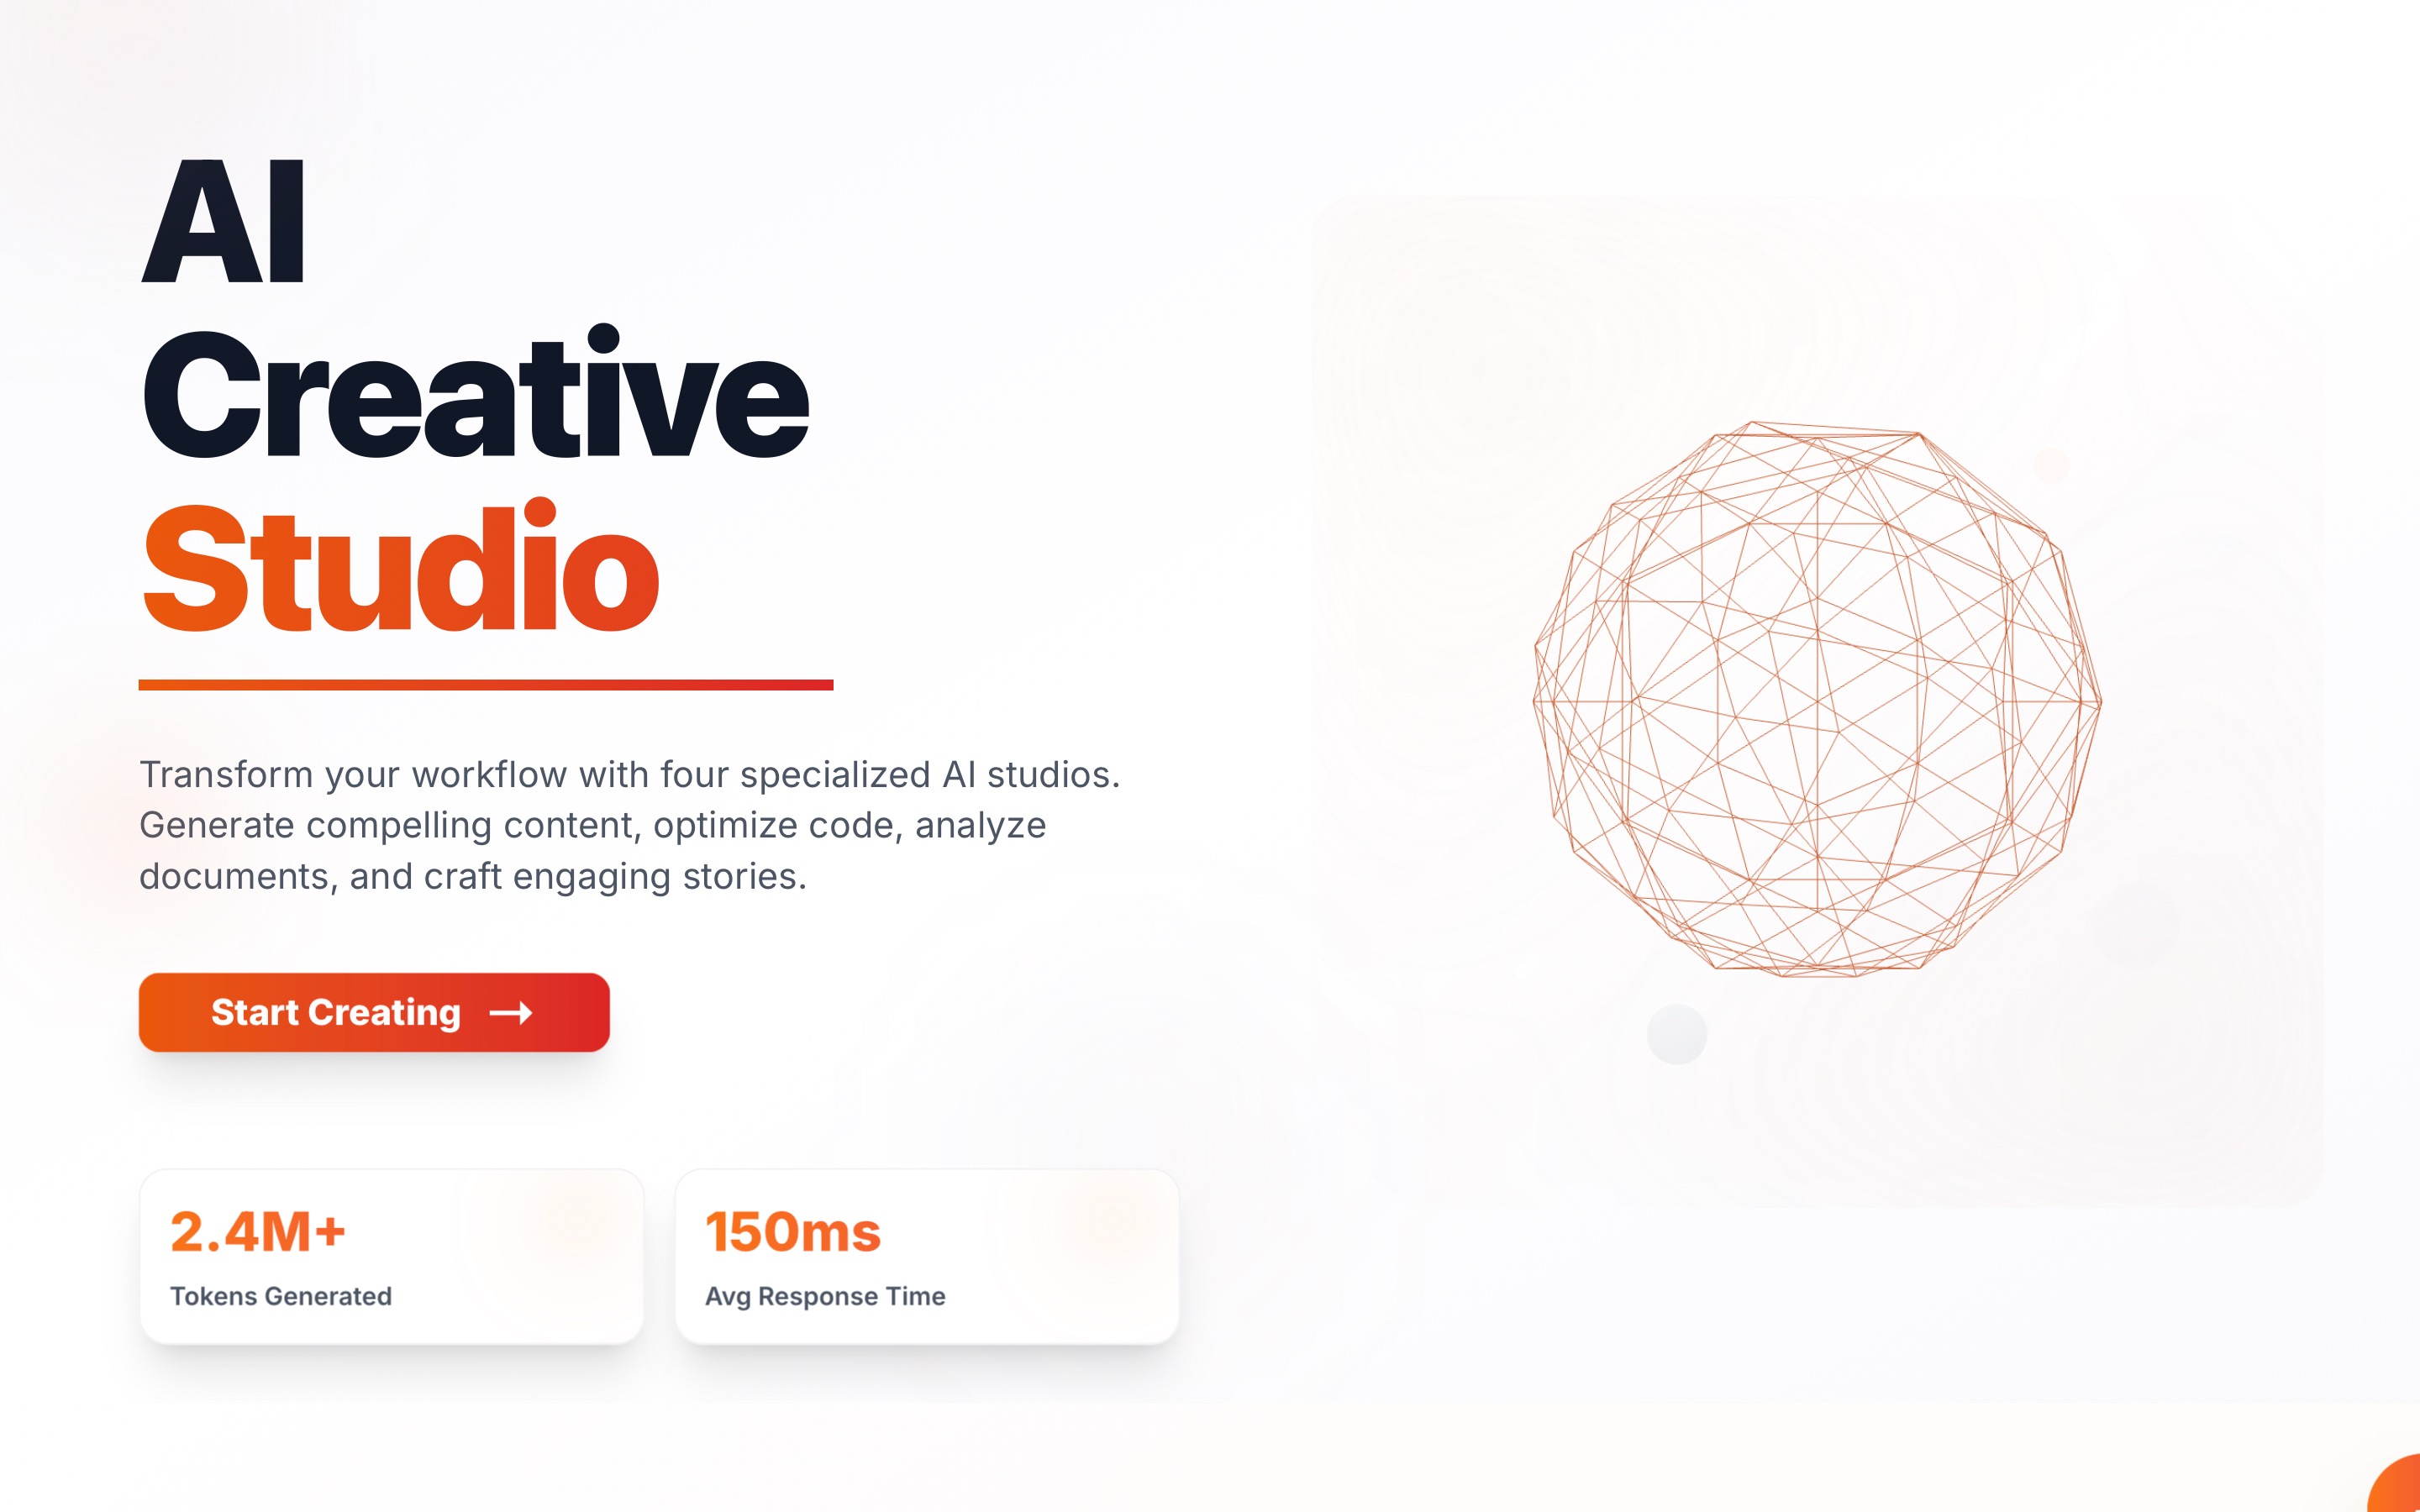 AI
Creative
Studio
Transform your workflow with four specialized AI studios.
Generate compelling content, optimize code, analyze
documents, and craft engaging stories.
Start Creating →
2.4M+
Tokens Generated
150ms
Avg Response Time